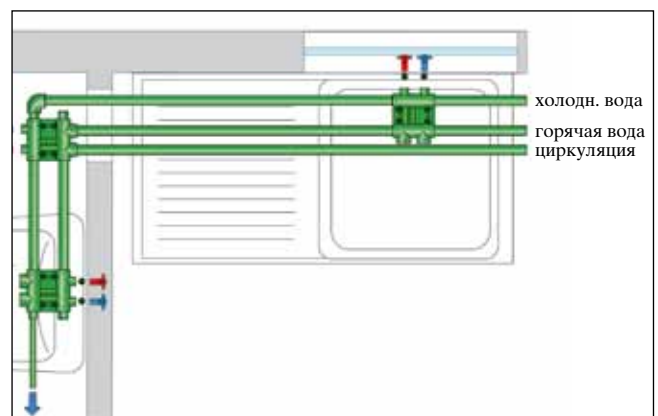 холодн. вода
горячая вода
циркуляция